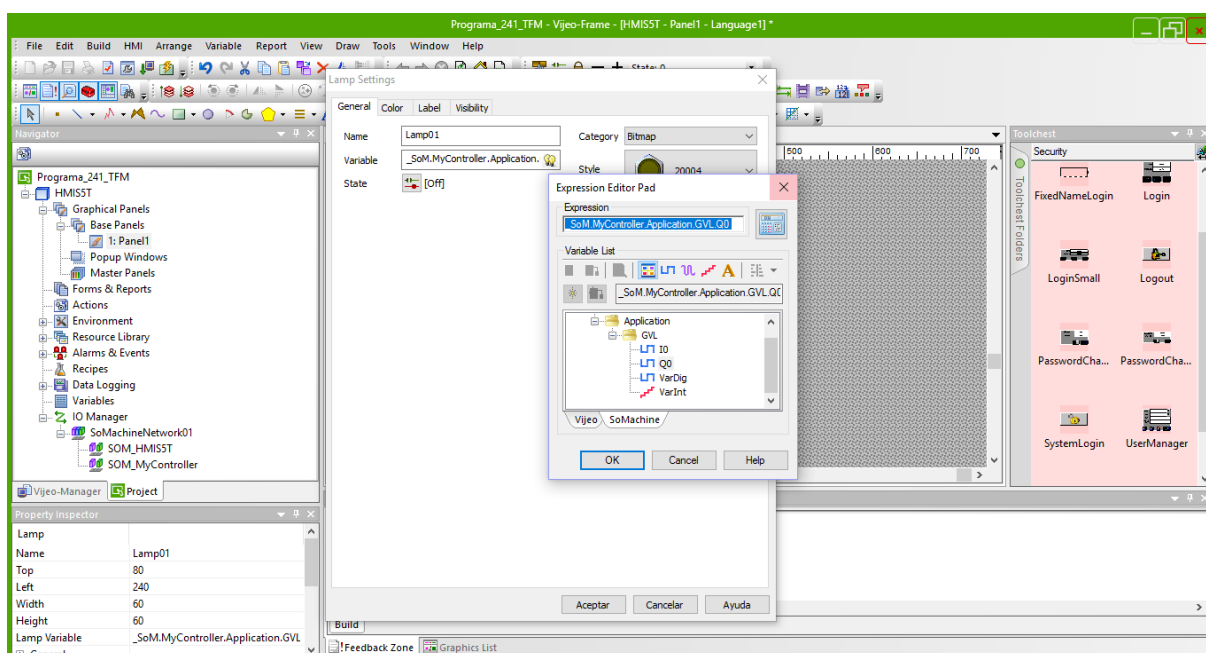 Programa_241_TFM - Vijeo-Frame - [HMIS5T - Panel1 - Language1] *
File Edit Build HMI Arrange Variable Report View Draw Tools Window Help
State: 0
Navigator
Programa_241_TFM
HMIS5T
Graphical Panels
Base Panels
1: Panel1
Popup Windows
Master Panels
Forms & Reports
Actions
Environment
Resource Library
Alarms & Events
Recipes
Data Logging
Variables
IO Manager
SoMachineNetwork01
SOM_HMIS5T
SOM_MyController
Vijeo-Manager Project
Property Inspector
Lamp
Name Lamp01
Top 80
Left 240
Width 60
Height 60
Lamp Variable _SoM.MyController.Application.GVL
General
Lamp Settings
General Color Label Visibility
Name Lamp01 Category Bitmap
Variable _SoM.MyController.Application. Style 20004
State [Off]
Aceptar Cancelar Ayuda
Expression Editor Pad
Expression
_SoM.MyController.Application.GVL.Q0
Variable List
_SoM.MyController.Application.GVL.Q0
Application
GVL
I0
Q0
VarDig
VarInt
Vijeo SoMachine
OK Cancel Help
500 600 700
Toolchest
Toolchest Folders
Security
FixedNameLogin Login
LoginSmall Logout
PasswordCha... PasswordCha...
SystemLogin UserManager
Build
!Feedback Zone Graphics List